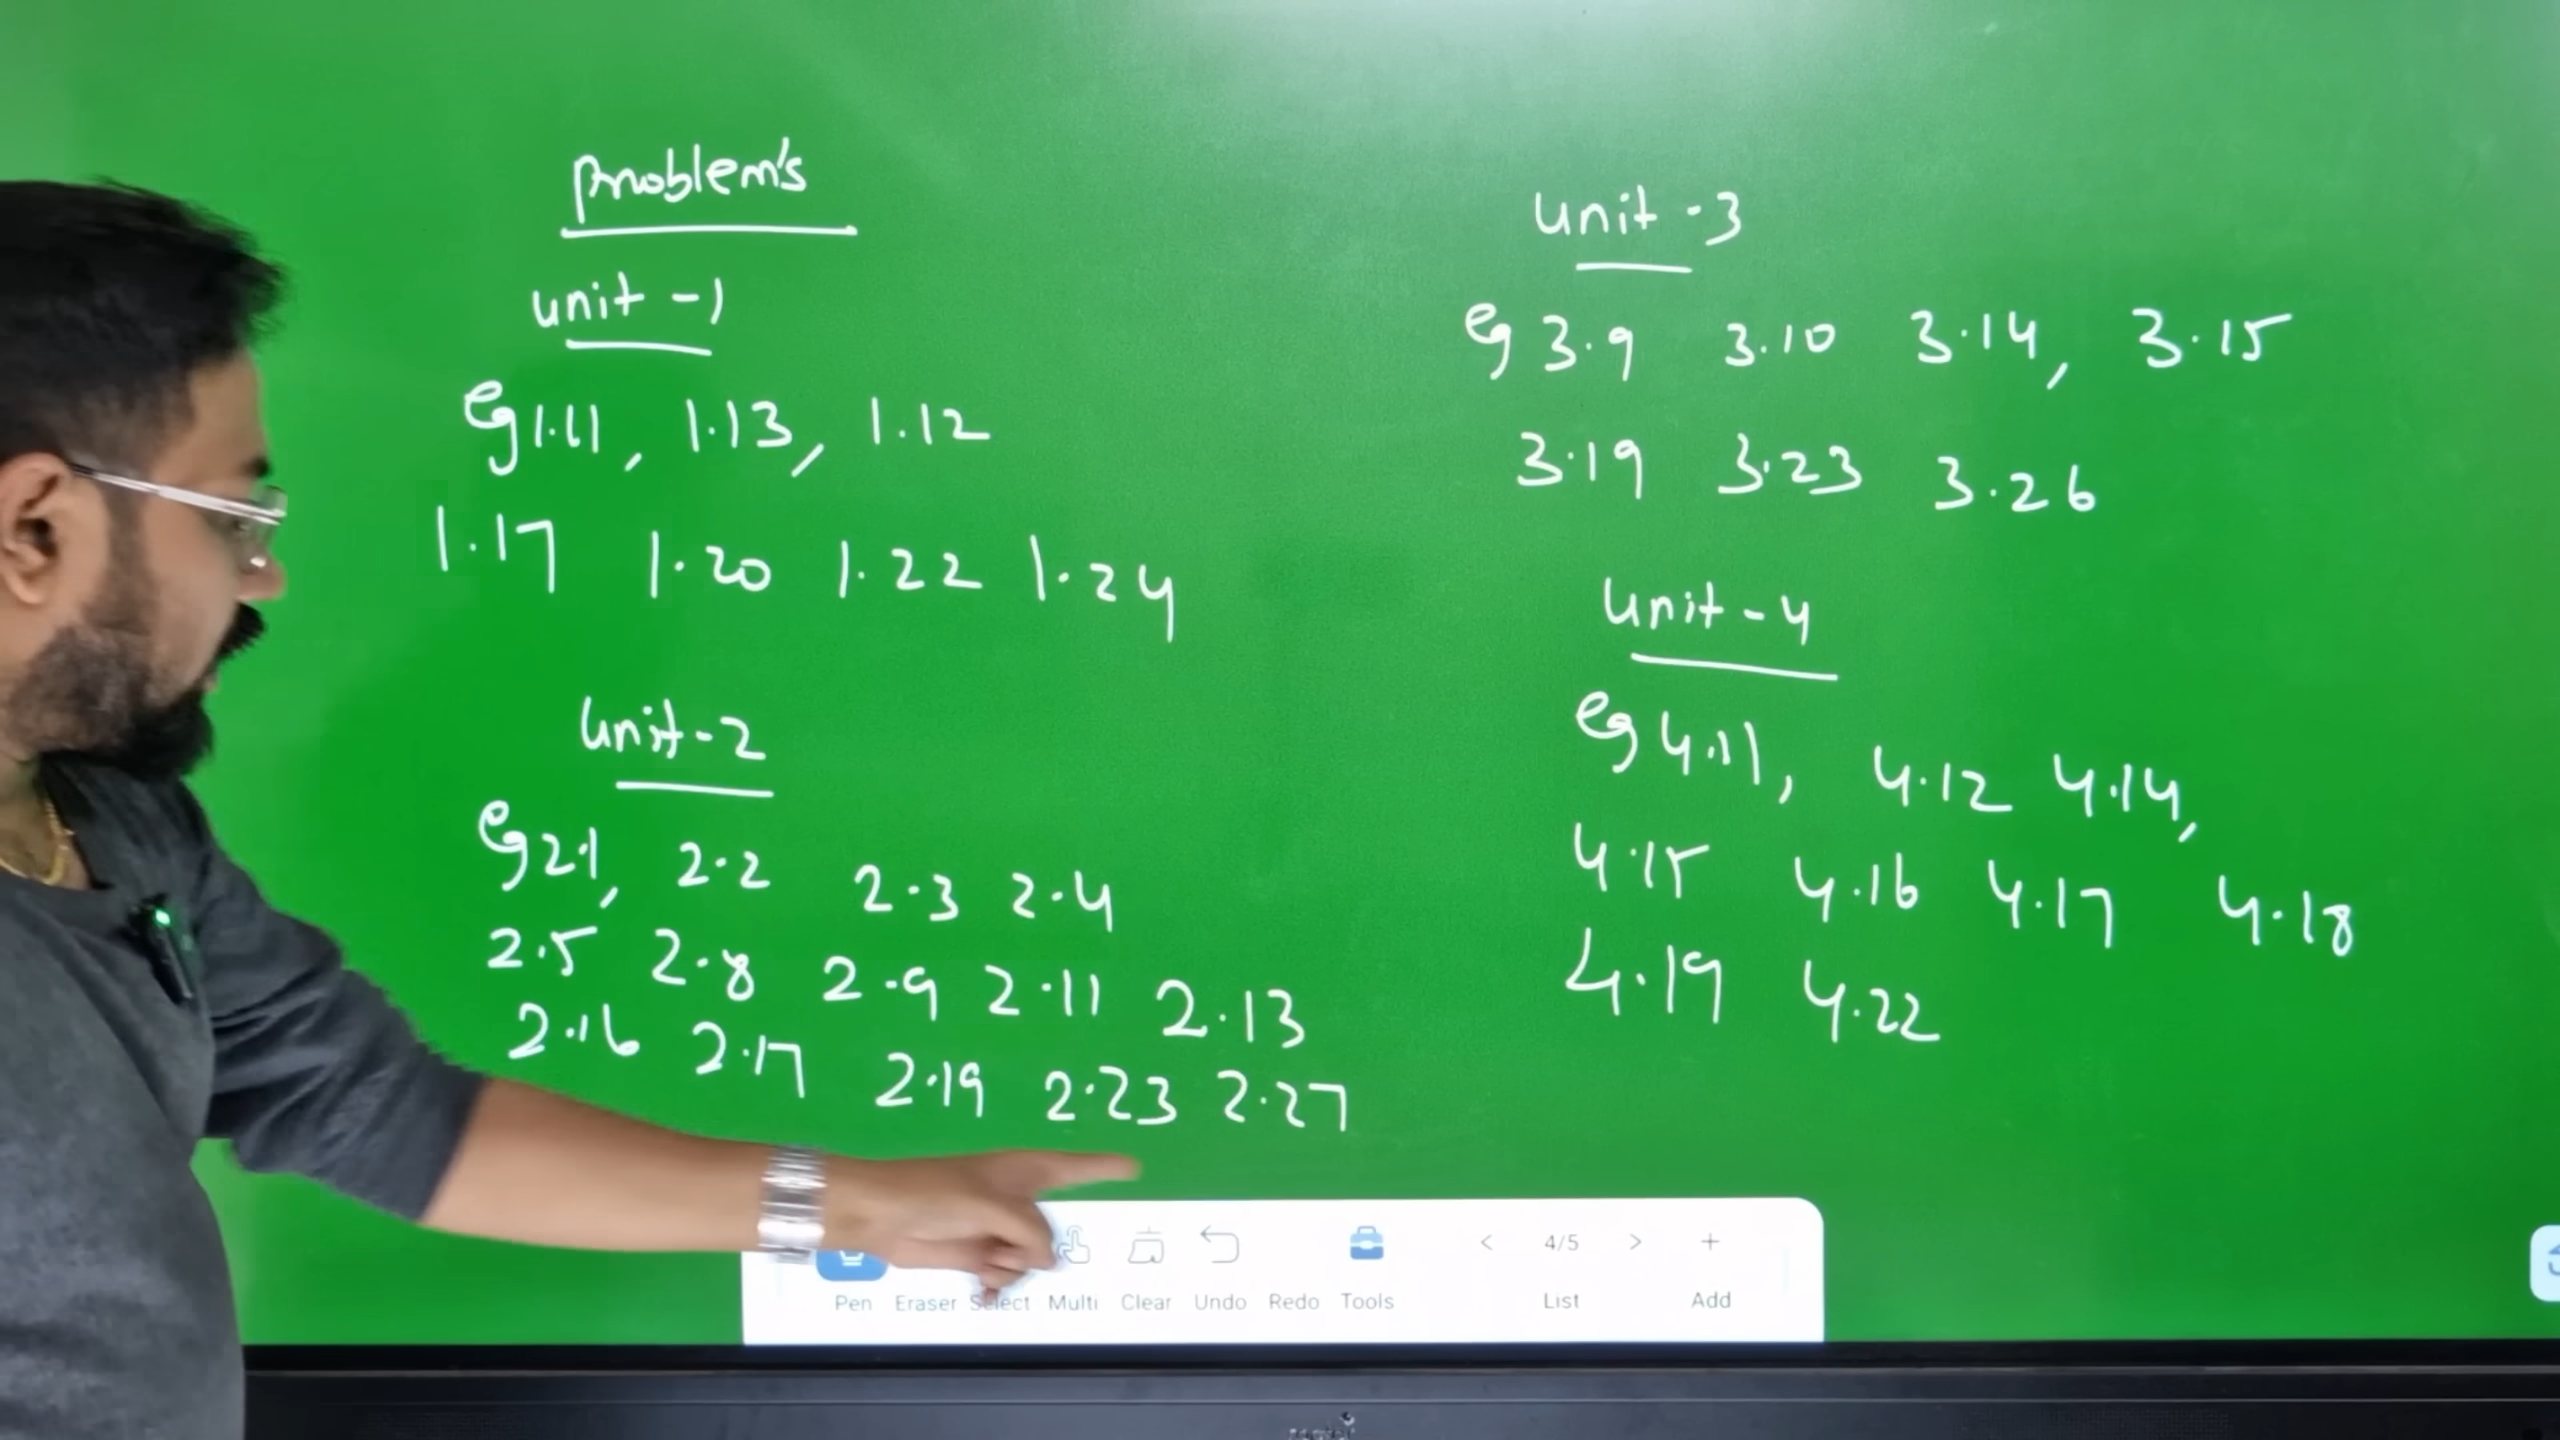 Problem's
unit -1
eg 1.11, 1.13, 1.12
1.17 1.20 1.22 1.24
Unit-2
eg 2.1, 2.2 2.3 2.4
2.5 2.8 2.9 2.11 2.13
2.16 2.17 2.19 2.23 2.27
unit -3
eg 3.9 3.10 3.14, 3.15
3.19 3.23 3.26
Unit-4
eg 4.11, 4.12 4.14,
4.15 4.16 4.17 4.18
4.19 4.22
< 4/5 > +
Pen Eraser Select Multi Clear Undo Redo Tools List Add